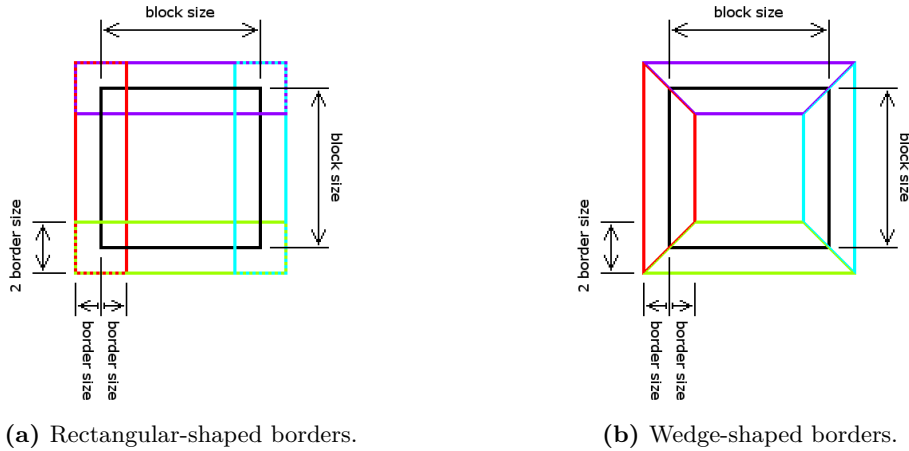 block size
block size
2 border size
border size
border size
(a) Rectangular-shaped borders.
block size
block size
2 border size
border size
border size
(b) Wedge-shaped borders.